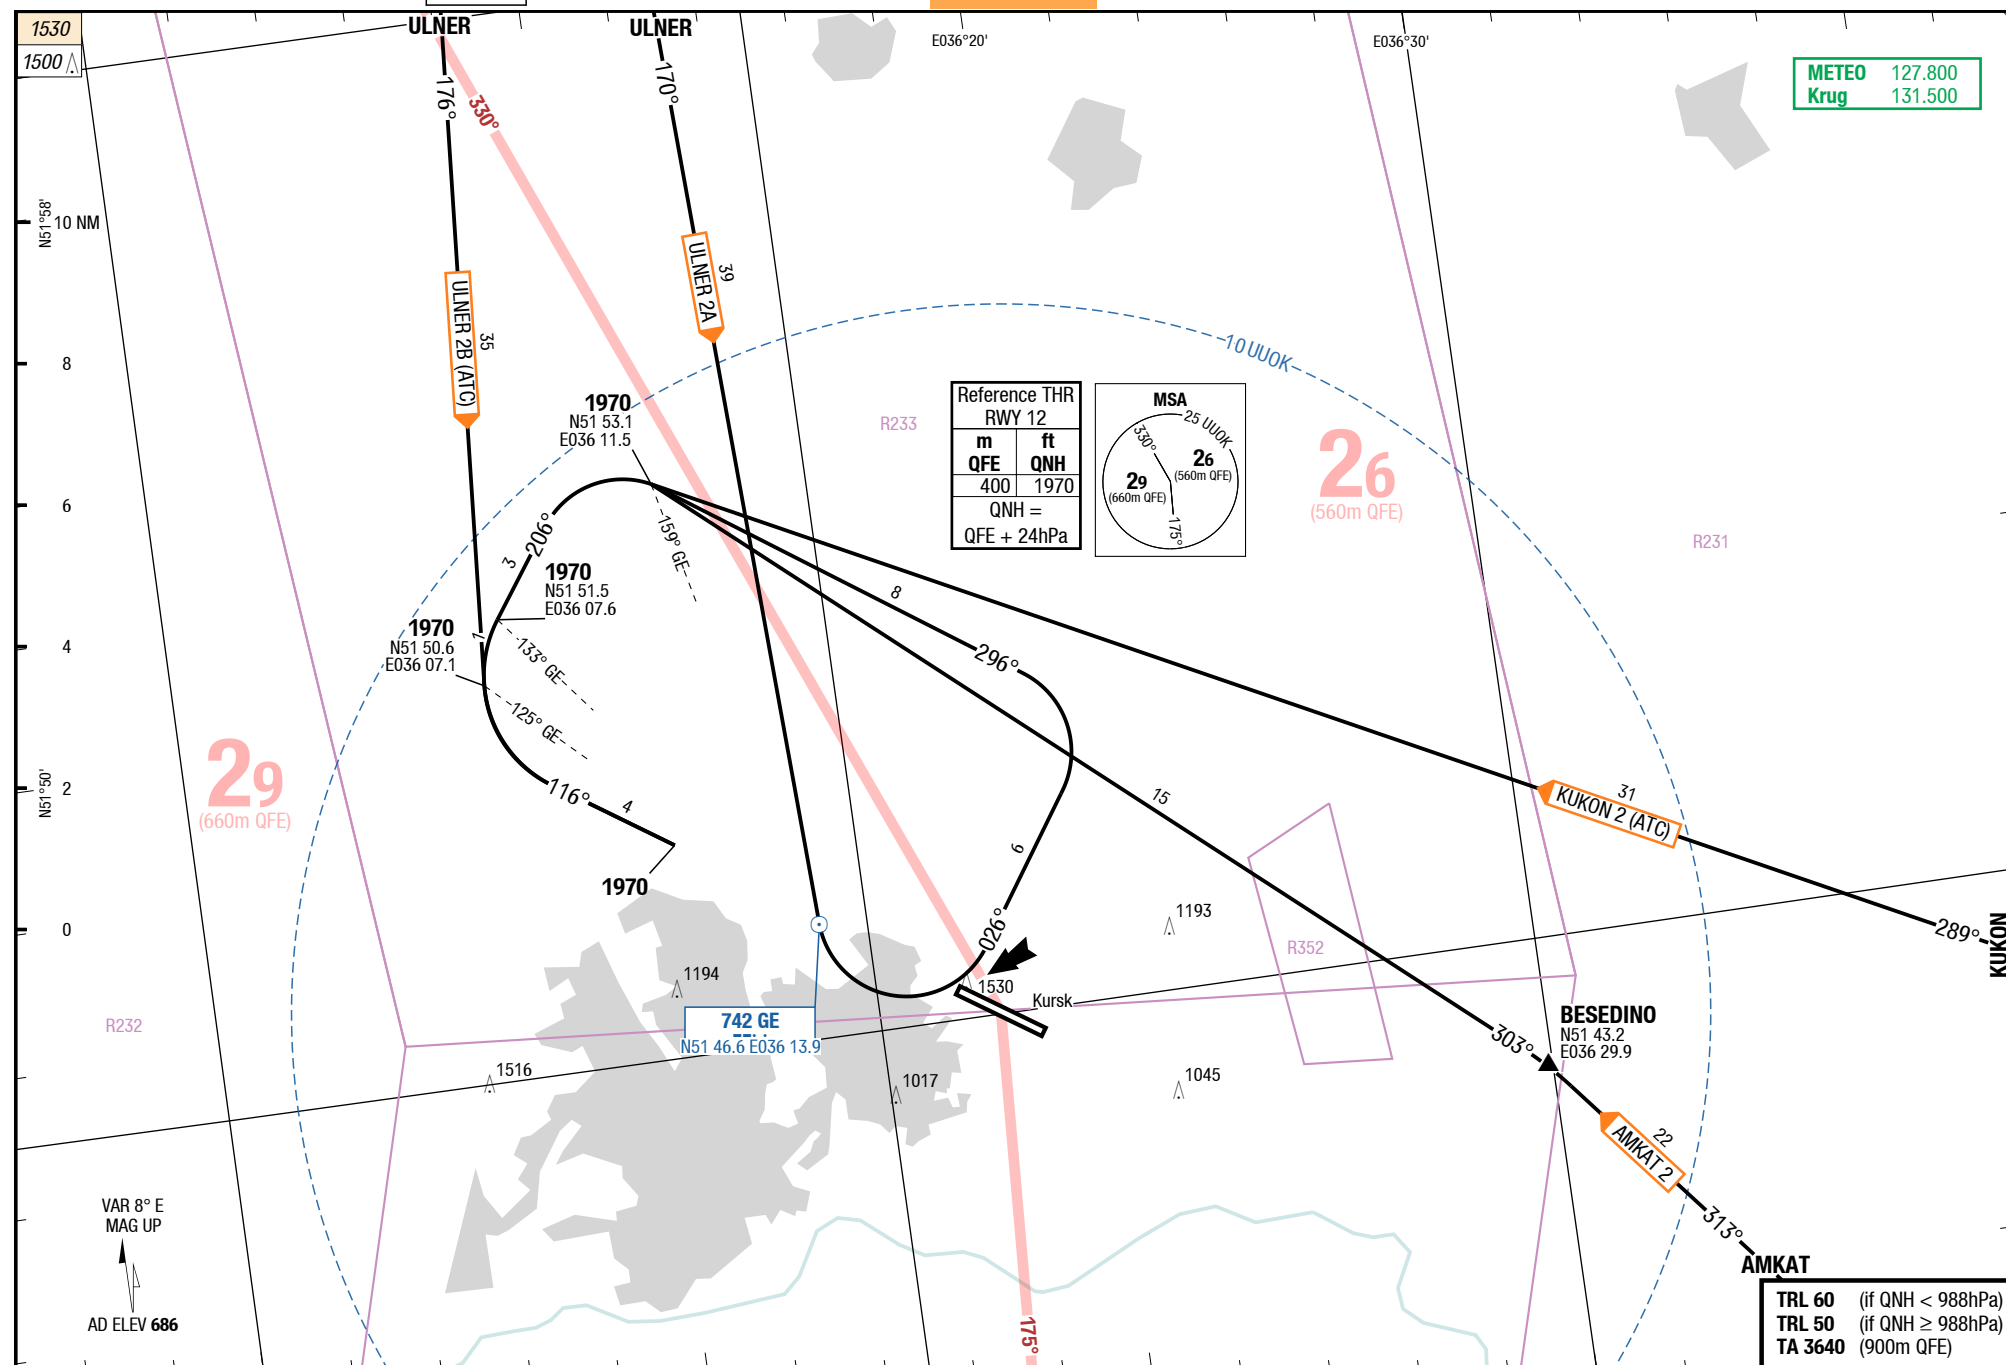 1530
1500
ULNER
ULNER
E036°20'
E036°30'
METEO 127.800
Krug 131.500
176°
330°
170°
N51°58'
10 NM
ULNER 2B (ATC)
35
ULNER 2A
39
10 UUOK
8
1970
N51 53.1
E036 11.5
R233
Reference THR
RWY 12
m ft
QFE QNH
400 1970
QNH =
QFE + 24hPa
MSA
25 UUOK
330°
26
(560m QFE)
29
(660m QFE)
175°
26
(560m QFE)
R231
6
206°
3
159° GE
8
1970
N51 51.5
E036 07.6
1970
N51 50.6
E036 07.1
1
4
133° GE
125° GE
296°
29
(660m QFE)
N51°50'
2
116°
4
15
31
KUKON 2 (ATC)
6
1970
026°
1193
289°
KUKON
0
R352
1194
1530
Kursk
742 GE
N51 46.6 E036 13.9
R232
303°
BESEDINO
N51 43.2
E036 29.9
1516
1017
1045
22
AMKAT 2
VAR 8° E
MAG UP
313°
AMKAT
AD ELEV 686
175°
TRL 60 (if QNH < 988hPa)
TRL 50 (if QNH ≥ 988hPa)
TA 3640 (900m QFE)